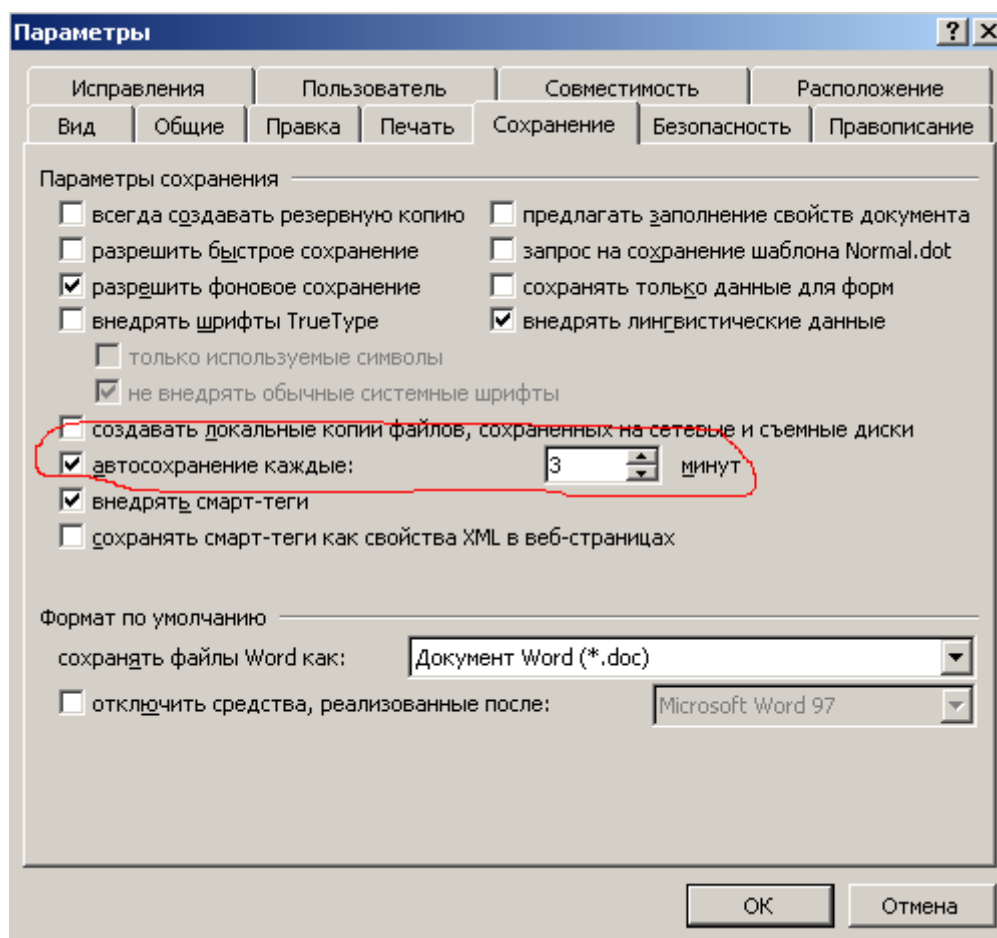 Параметры
Исправления Пользователь Совместимость Расположение
Вид Общие Правка Печать Сохранение Безопасность Правописание
Параметры сохранения
всегда создавать резервную копию предлагать заполнение свойств документа
разрешить быстрое сохранение запрос на сохранение шаблона Normal.dot
разрешить фоновое сохранение сохранять только данные для форм
внедрять шрифты TrueType внедрять лингвистические данные
только используемые символы
не внедрять обычные системные шрифты
создавать локальные копии файлов, сохраненных на сетевые и съемные диски
автосохранение каждые: 3 минут
внедрять смарт-теги
сохранять смарт-теги как свойства XML в веб-страницах
Формат по умолчанию
сохранять файлы Word как: Документ Word (*.doc)
отключить средства, реализованные после: Microsoft Word 97
ОК Отмена